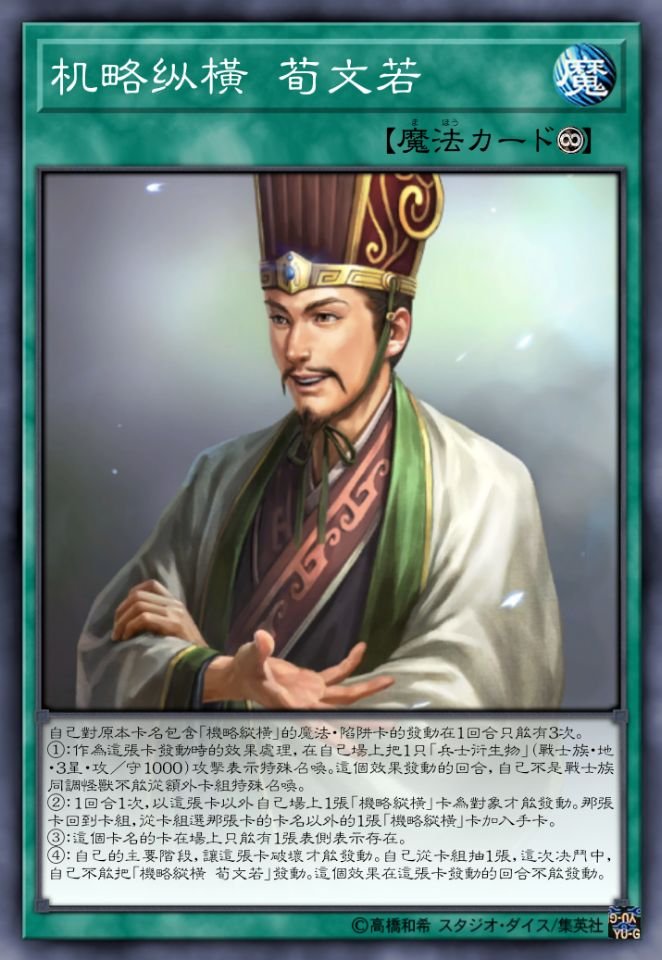 机略纵横 荀文若
魔
ま ほう
【魔法カード♾】
自己對原本卡名包含「機略縱橫」的魔法·陷阱卡的發動在1回合只能有3次。
①:作為這張卡發動時的效果處理,在自己場上把1只「兵士衍生物」(戰士族·地
·3星·攻/守1000)攻擊表示特殊召喚。這個效果發動的回合,自己不是戰士族
同調怪獸不能從額外卡組特殊召喚。
②:1回合1次,以這張卡以外自己場上1張「機略縱橫」卡為對象才能發動。那張
卡回到卡組,從卡組選那張卡的卡名以外的1張「機略縱橫」卡加入手卡。
③:這個卡名的卡在場上只能有1張表側表示存在。
④:自己的主要階段,讓這張卡破壞才能發動。自己從卡組抽1張,這次決鬥中,
自己不能把「機略縱橫 荀文若」發動。這個效果在這張卡發動的回合不能發動。
©高橋和希 スタジオ·ダイス/集英社